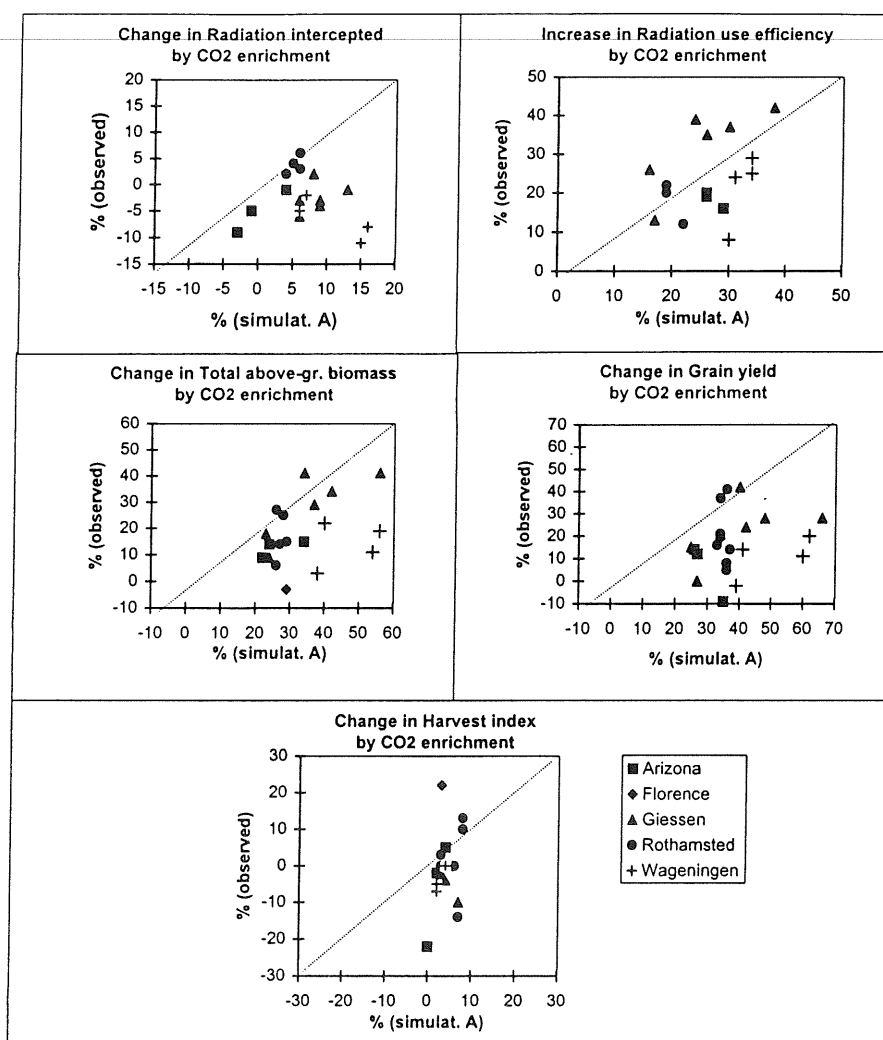 Change in Radiation intercepted
by CO2 enrichment
20
15
10
5
0
-5
-10
-15
-15 -10 -5 0 5 10 15 20
% (observed)
% (simulat. A)
Increase in Radiation use efficiency
by CO2 enrichment
50
40
30
20
10
0
0 10 20 30 40 50
% (observed)
% (simulat. A)
Change in Total above-gr. biomass
by CO2 enrichment
60
50
40
30
20
10
0
-10
-10 0 10 20 30 40 50 60
% (observed)
% (simulat. A)
Change in Grain yield
by CO2 enrichment
70
60
50
40
30
20
10
0
-10
-10 0 10 20 30 40 50 60 70
% (observed)
% (simulat. A)
Change in Harvest index
by CO2 enrichment
30
20
10
0
-10
-20
-30
-30 -20 -10 0 10 20 30
% (observed)
% (simulat. A)
Arizona
Florence
Giessen
Rothamsted
Wageningen